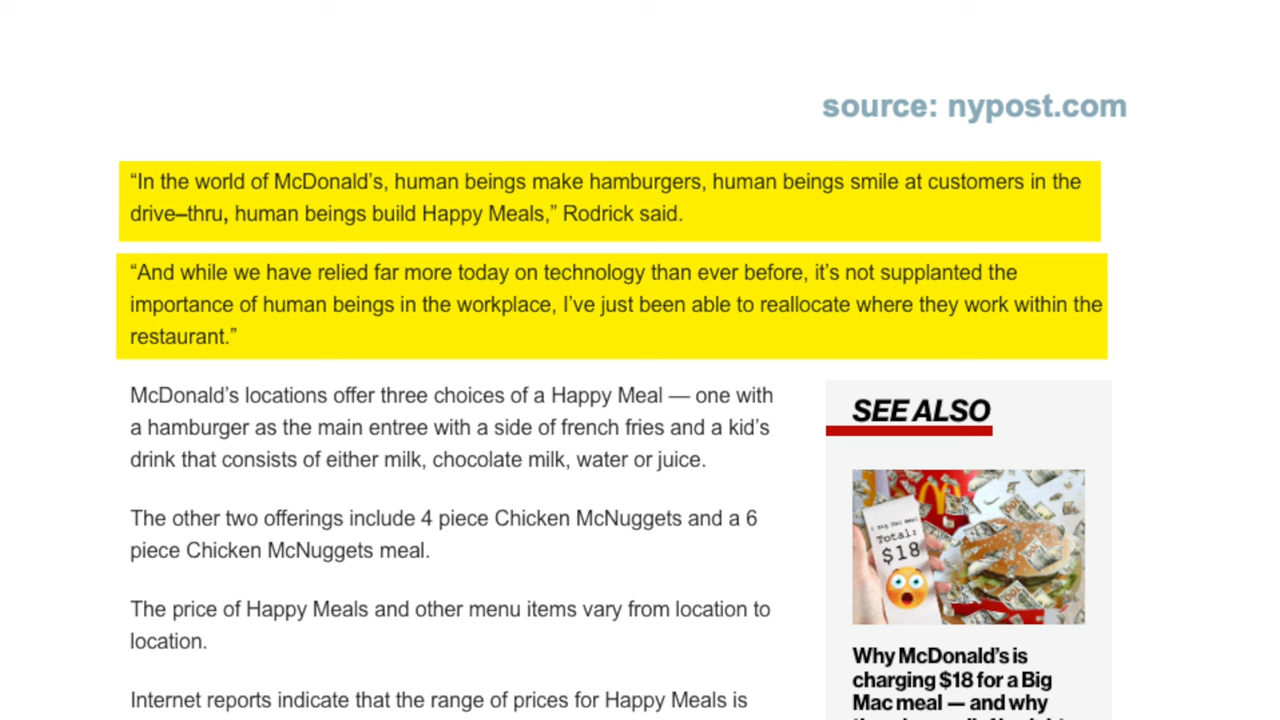 source: nypost.com
“In the world of McDonald’s, human beings make hamburgers, human beings smile at customers in the
drive–thru, human beings build Happy Meals,” Rodrick said.
“And while we have relied far more today on technology than ever before, it’s not supplanted the
importance of human beings in the workplace, I’ve just been able to reallocate where they work within the
restaurant.”
McDonald’s locations offer three choices of a Happy Meal — one with
a hamburger as the main entree with a side of french fries and a kid’s
drink that consists of either milk, chocolate milk, water or juice.
The other two offerings include 4 piece Chicken McNuggets and a 6
piece Chicken McNuggets meal.
The price of Happy Meals and other menu items vary from location to
location.
Internet reports indicate that the range of prices for Happy Meals is
SEE ALSO
1 Big Mac meal
Total:
$18
Why McDonald’s is
charging $18 for a Big
Mac meal — and why